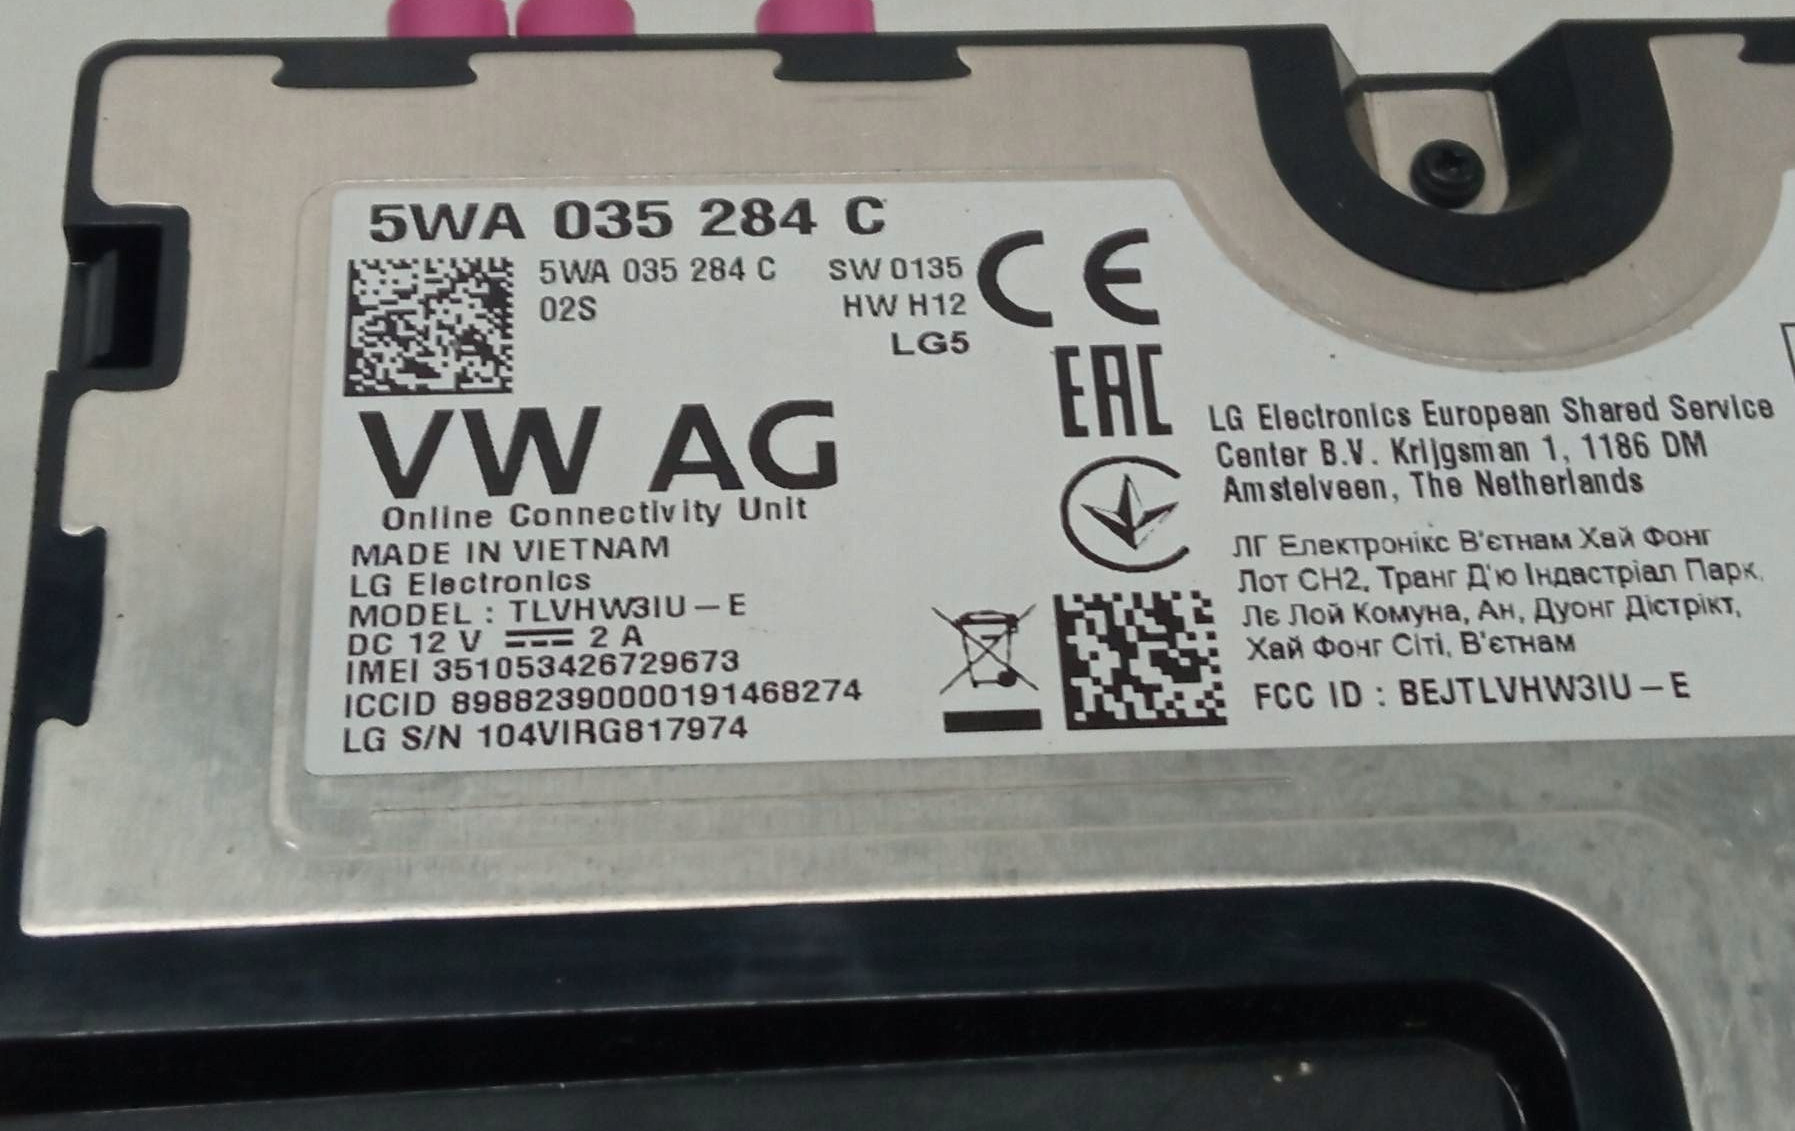 5WA 035 284 C
5WA 035 284 C SW 0135
02S HW H12
LG5
CE
EAC
VW AG
Online Connectivity Unit
MADE IN VIETNAM
LG Electronics
MODEL : TLVHW3IU – E
DC 12 V ⎓ 2 A
IMEI 351053426729673
ICCID 89882390000191468274
LG S/N 104VIRG817974
LG Electronics European Shared Service
Center B.V. Krijgsman 1, 1186 DM
Amstelveen, The Netherlands
ЛГ Електронікс В'єтнам Хай Фонг
Лот CH2, Транг Д'ю Індастріал Парк,
Лє Лой Комуна, Ан, Дуонг Дістрікт,
Хай Фонг Сіті, В'єтнам
FCC ID : BEJTLVHW3IU – E